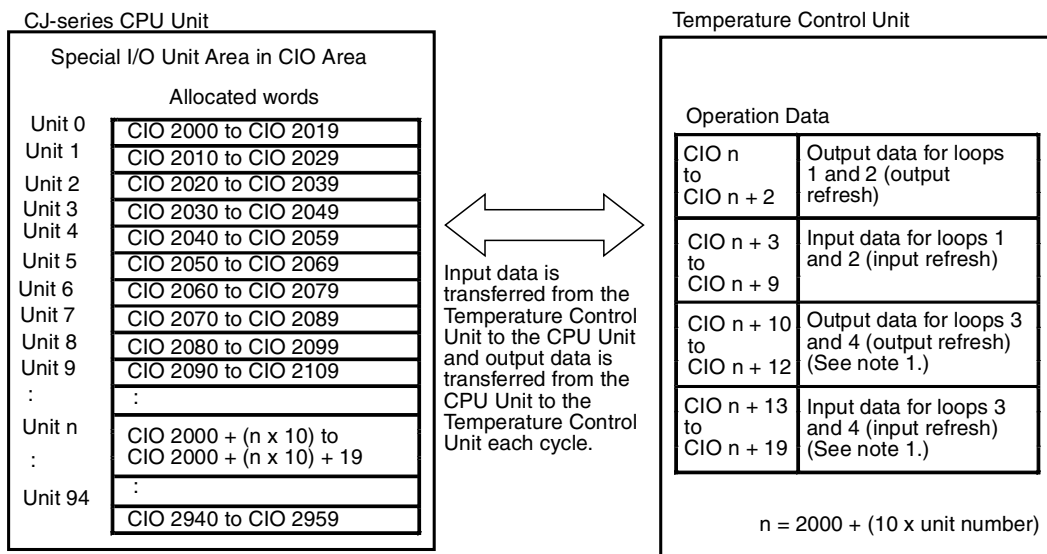 CJ-series CPU Unit
Special I/O Unit Area in CIO Area
Allocated words
Unit 0
CIO 2000 to CIO 2019
Unit 1
CIO 2010 to CIO 2029
Unit 2
CIO 2020 to CIO 2039
Unit 3
CIO 2030 to CIO 2049
Unit 4
CIO 2040 to CIO 2059
Unit 5
CIO 2050 to CIO 2069
Unit 6
CIO 2060 to CIO 2079
Unit 7
CIO 2070 to CIO 2089
Unit 8
CIO 2080 to CIO 2099
Unit 9
CIO 2090 to CIO 2109
:
:
Unit n
CIO 2000 + (n x 10) to
CIO 2000 + (n x 10) + 19
:
:
Unit 94
CIO 2940 to CIO 2959
Input data is
transferred from the
Temperature Control
Unit to the CPU Unit
and output data is
transferred from the
CPU Unit to the
Temperature Control
Unit each cycle.
Temperature Control Unit
Operation Data
CIO n
to
CIO n + 2
Output data for loops
1 and 2 (output
refresh)
CIO n + 3
to
CIO n + 9
Input data for loops 1
and 2 (input refresh)
CIO n + 10
to
CIO n + 12
Output data for loops 3
and 4 (output refresh)
(See note 1.)
CIO n + 13
to
CIO n + 19
Input data for loops 3
and 4 (input refresh)
(See note 1.)
n = 2000 + (10 x unit number)